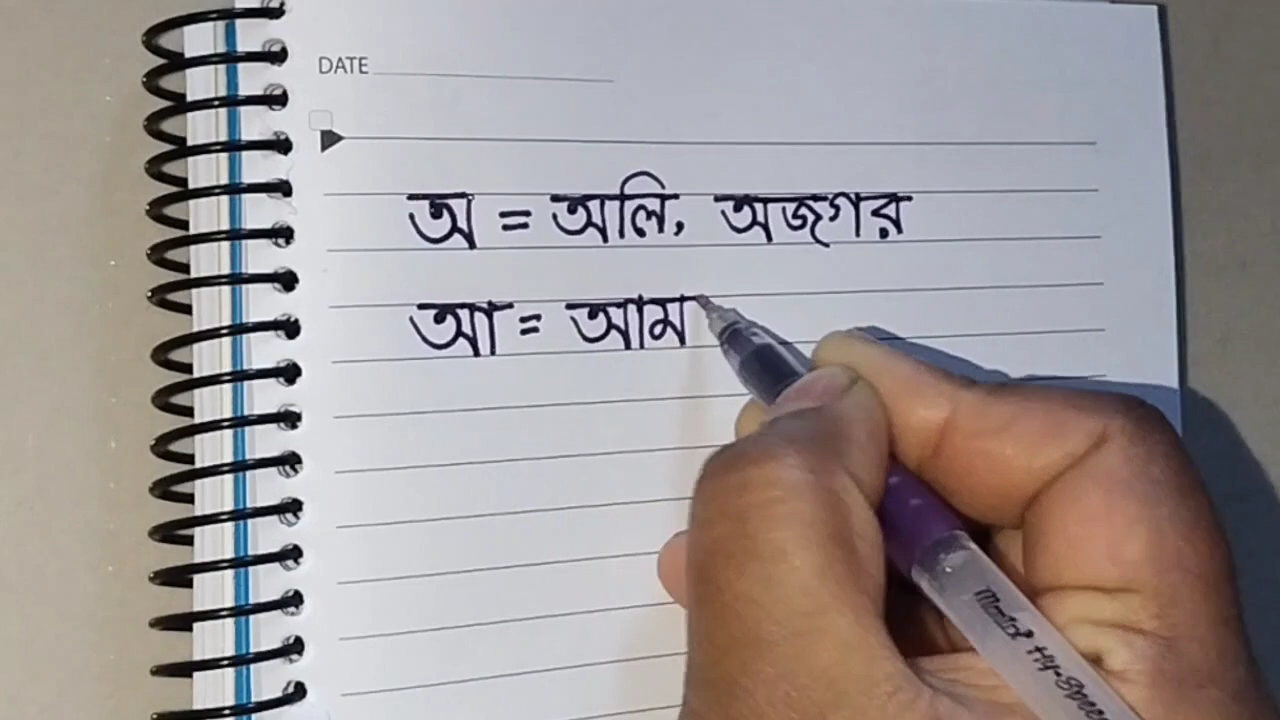 DATE
অ = অলি, অজগর
আ = আম